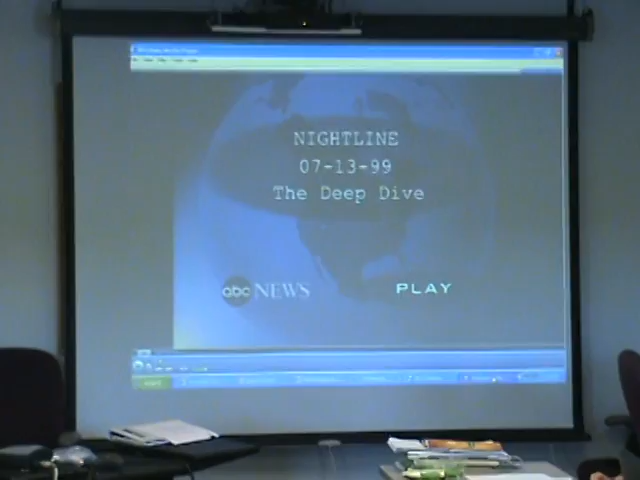 NIGHTLINE
07-13-99
The Deep Dive
abc NEWS
PLAY